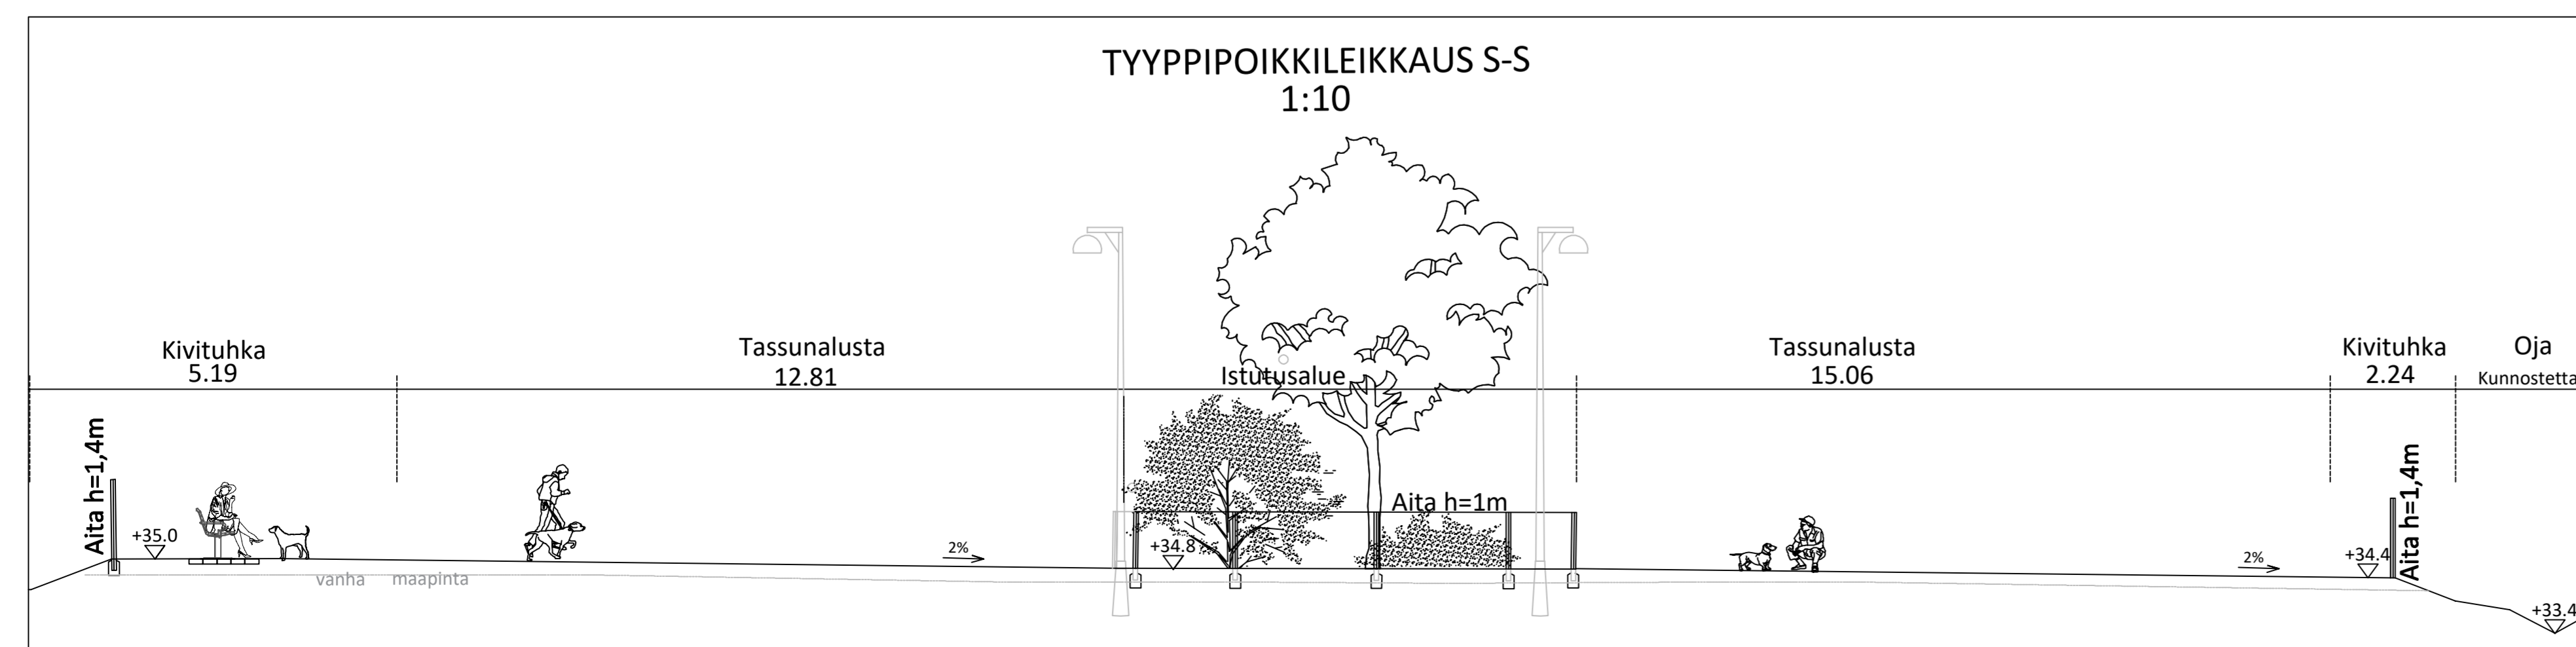 TYYPPIPOIKKILEIKKAUS S-S
1:10
Kivituhka
5.19
Tassunalusta
12.81
Istutusalue
Tassunalusta
15.06
Kivituhka
2.24
Oja
Kunnostetta
Aita h=1,4m
+35.0
vanha maapinta
2%
+34.8
Aita h=1m
2%
+34.4
Aita h=1,4m
+33.4